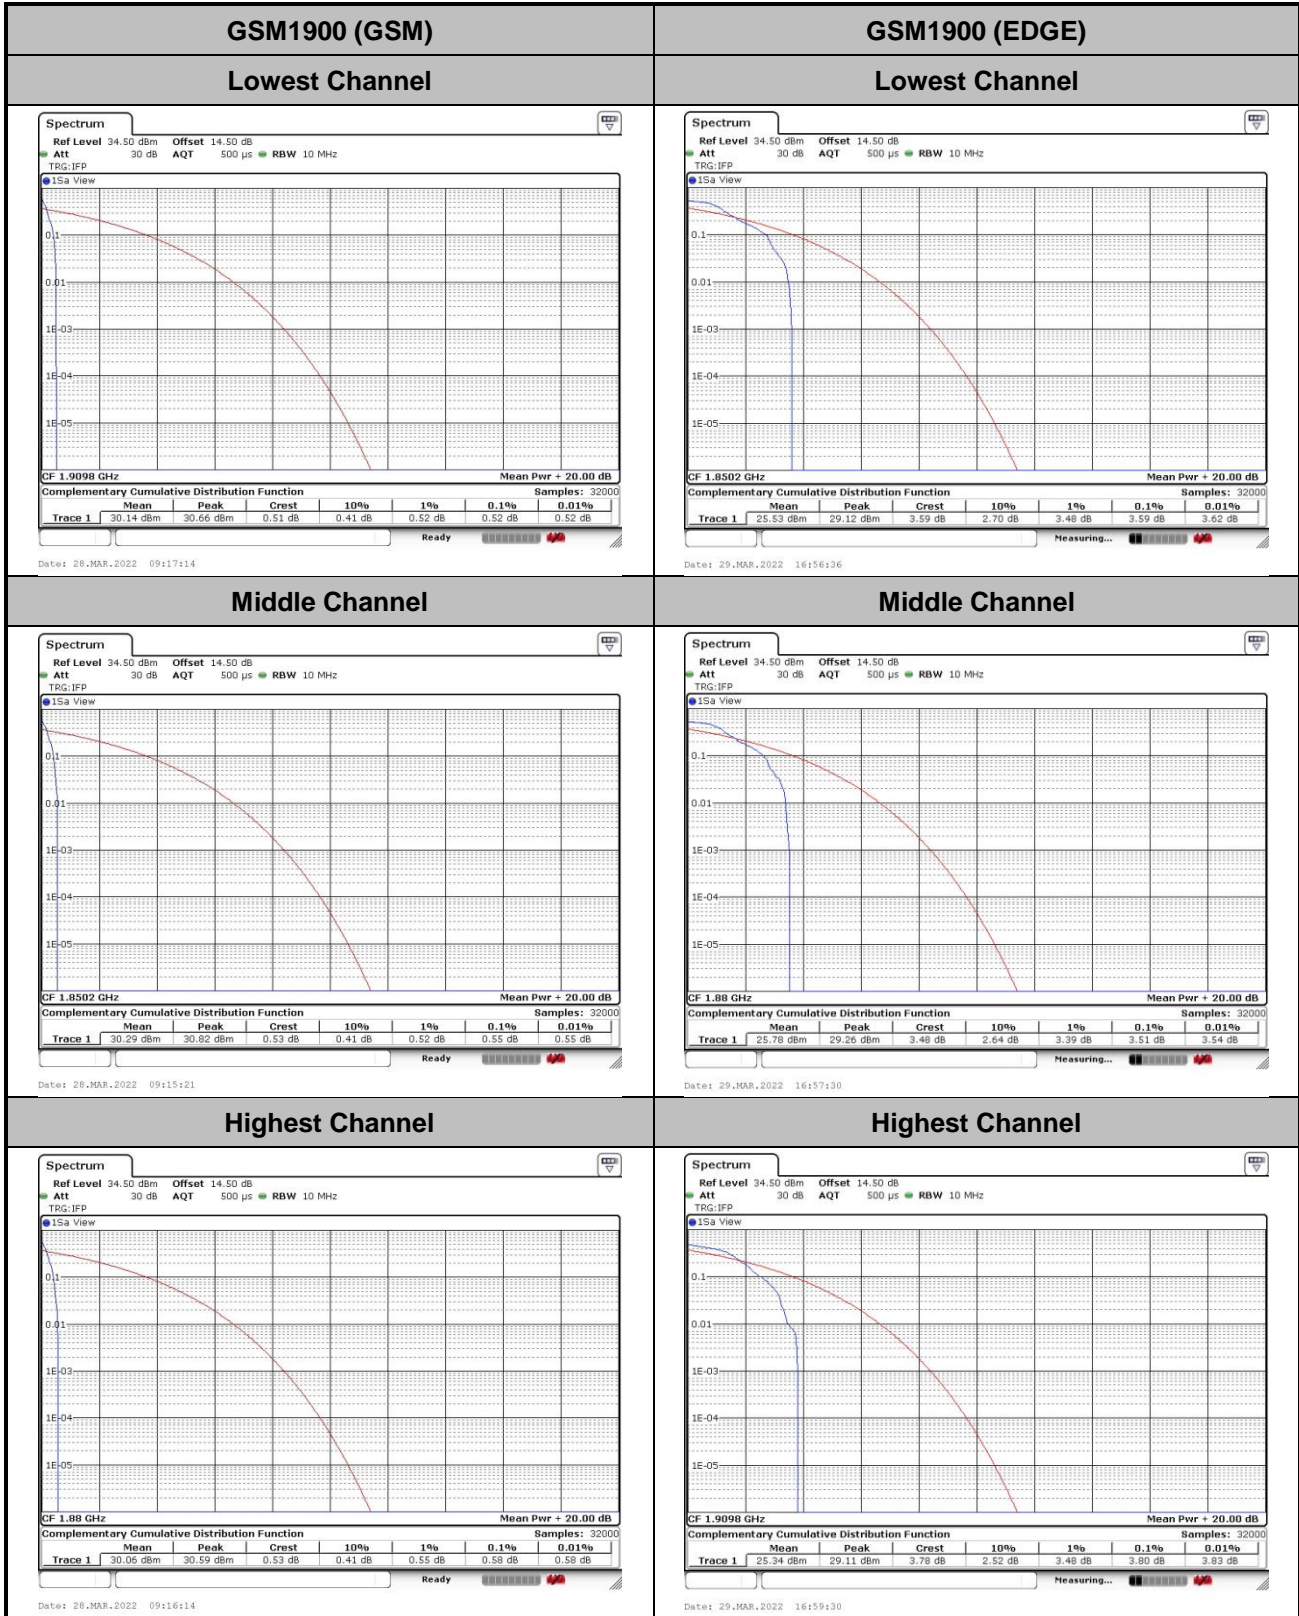 GSM1900 (GSM)
GSM1900 (EDGE)
Lowest Channel
Lowest Channel
Spectrum
Ref Level 34.50 dBm Offset 14.50 dB
Att 30 dB AQT 500 µs RBW 10 MHz
TRG:IFP
1Sa View
0.1
0.01
1E-03
1E-04
1E-05
CF 1.9098 GHz Mean Pwr + 20.00 dB
Complementary Cumulative Distribution Function Samples: 32000
Mean Peak Crest 10% 1% 0.1% 0.01%
Trace 1 30.14 dBm 30.66 dBm 0.51 dB 0.41 dB 0.52 dB 0.52 dB 0.52 dB
Ready
Date: 28.MAR.2022 09:17:14
Spectrum
Ref Level 34.50 dBm Offset 14.50 dB
Att 30 dB AQT 500 µs RBW 10 MHz
TRG:IFP
1Sa View
0.1
0.01
1E-03
1E-04
1E-05
CF 1.8502 GHz Mean Pwr + 20.00 dB
Complementary Cumulative Distribution Function Samples: 32000
Mean Peak Crest 10% 1% 0.1% 0.01%
Trace 1 25.53 dBm 29.12 dBm 3.59 dB 2.70 dB 3.48 dB 3.59 dB 3.62 dB
Measuring...
Date: 29.MAR.2022 16:56:36
Middle Channel
Middle Channel
Spectrum
Ref Level 34.50 dBm Offset 14.50 dB
Att 30 dB AQT 500 µs RBW 10 MHz
TRG:IFP
1Sa View
0.1
0.01
1E-03
1E-04
1E-05
CF 1.8502 GHz Mean Pwr + 20.00 dB
Complementary Cumulative Distribution Function Samples: 32000
Mean Peak Crest 10% 1% 0.1% 0.01%
Trace 1 30.29 dBm 30.82 dBm 0.53 dB 0.41 dB 0.52 dB 0.55 dB 0.55 dB
Ready
Date: 28.MAR.2022 09:15:21
Spectrum
Ref Level 34.50 dBm Offset 14.50 dB
Att 30 dB AQT 500 µs RBW 10 MHz
TRG:IFP
1Sa View
0.1
0.01
1E-03
1E-04
1E-05
CF 1.88 GHz Mean Pwr + 20.00 dB
Complementary Cumulative Distribution Function Samples: 32000
Mean Peak Crest 10% 1% 0.1% 0.01%
Trace 1 25.78 dBm 29.26 dBm 3.48 dB 2.64 dB 3.39 dB 3.51 dB 3.54 dB
Measuring...
Date: 29.MAR.2022 16:57:30
Highest Channel
Highest Channel
Spectrum
Ref Level 34.50 dBm Offset 14.50 dB
Att 30 dB AQT 500 µs RBW 10 MHz
TRG:IFP
1Sa View
0.1
0.01
1E-03
1E-04
1E-05
CF 1.88 GHz Mean Pwr + 20.00 dB
Complementary Cumulative Distribution Function Samples: 32000
Mean Peak Crest 10% 1% 0.1% 0.01%
Trace 1 30.06 dBm 30.59 dBm 0.53 dB 0.41 dB 0.55 dB 0.58 dB 0.58 dB
Ready
Date: 28.MAR.2022 09:16:14
Spectrum
Ref Level 34.50 dBm Offset 14.50 dB
Att 30 dB AQT 500 µs RBW 10 MHz
TRG:IFP
1Sa View
0.1
0.01
1E-03
1E-04
1E-05
CF 1.9098 GHz Mean Pwr + 20.00 dB
Complementary Cumulative Distribution Function Samples: 32000
Mean Peak Crest 10% 1% 0.1% 0.01%
Trace 1 25.34 dBm 29.11 dBm 3.78 dB 2.52 dB 3.48 dB 3.80 dB 3.83 dB
Measuring...
Date: 29.MAR.2022 16:59:30